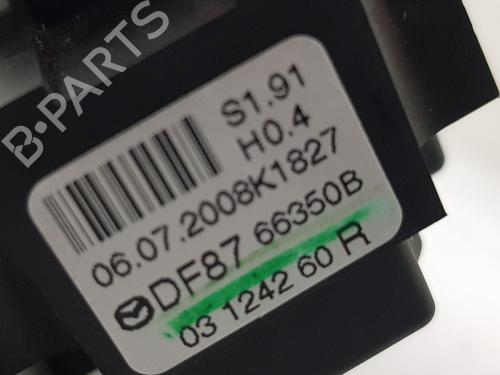 B-PARTS
S1.91
H0.4
06.07.2008K1827
DF87 66350B
03 1242 60 R